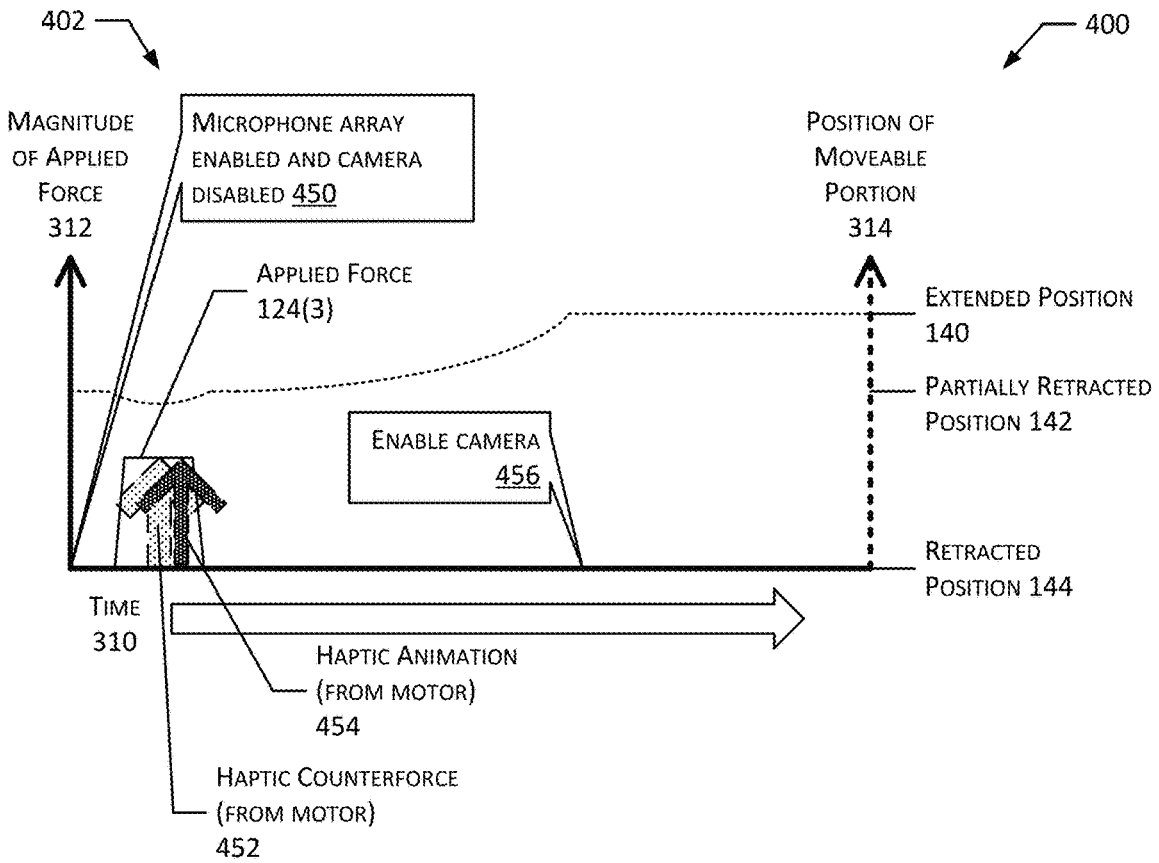 402
400
MAGNITUDE
OF APPLIED
FORCE
312
MICROPHONE ARRAY
ENABLED AND CAMERA
DISABLED 450
POSITION OF
MOVEABLE
PORTION
314
APPLIED FORCE
124(3)
EXTENDED POSITION
140
PARTIALLY RETRACTED
POSITION 142
ENABLE CAMERA
456
RETRACTED
POSITION 144
TIME
310
HAPTIC ANIMATION
(FROM MOTOR)
454
HAPTIC COUNTERFORCE
(FROM MOTOR)
452